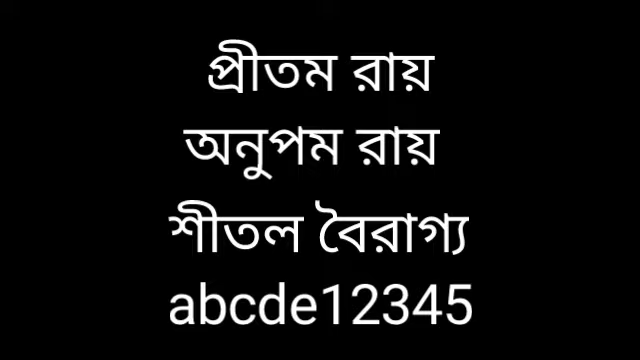 প্রীতম রায়
অনুপম রায়
শীতল বৈরাগ্য
abcde12345